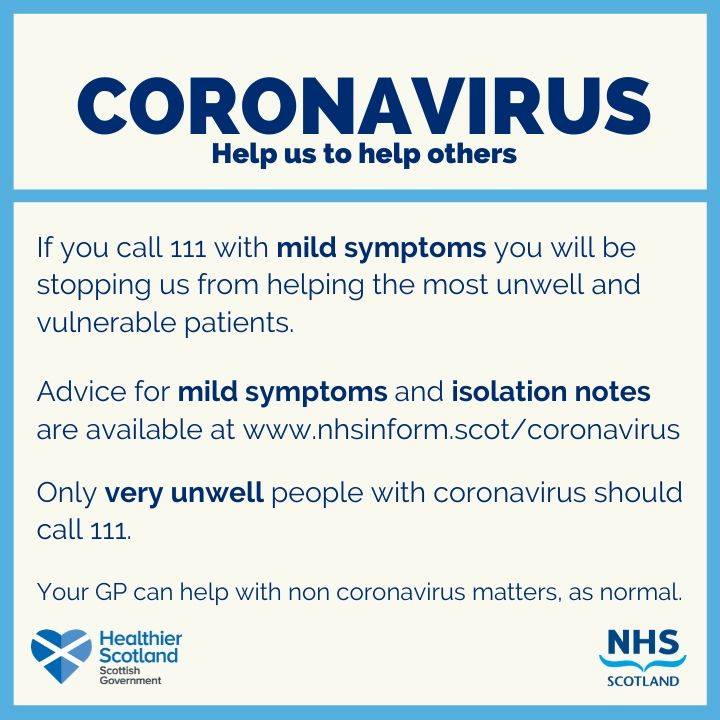 CORONAVIRUS
Help us to help others
If you call 111 with mild symptoms you will be
stopping us from helping the most unwell and
vulnerable patients.
Advice for mild symptoms and isolation notes
are available at www.nhsinform.scot/coronavirus
Only very unwell people with coronavirus should
call 111.
Your GP can help with non coronavirus matters, as normal.
Healthier
Scotland
Scottish
Government
NHS
SCOTLAND